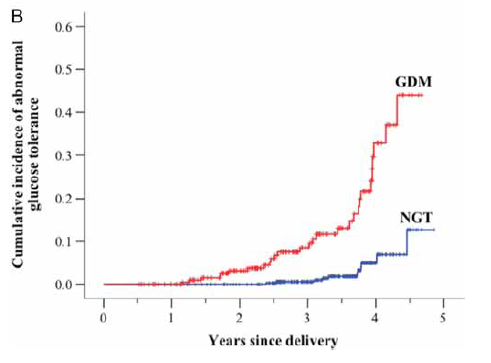 B
Cumulative incidence of abnormal
glucose tolerance
0.6
0.5
0.4
0.3
0.2
0.1
0.0
GDM
NGT
0 1 2 3 4 5
Years since delivery